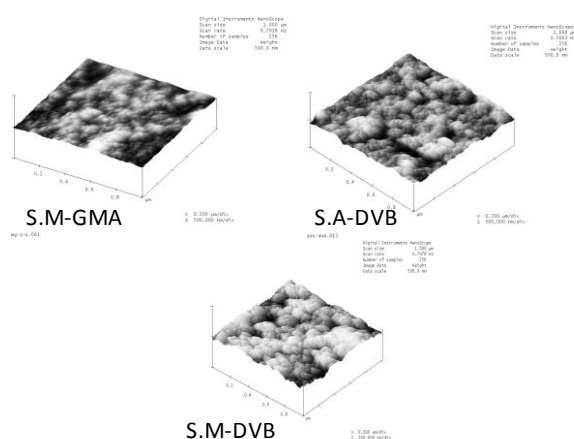 Digital Instruments NanoScope
Scan size 1.000 µm
Scan rate
Number of samples 256
Image Data Height
Data scale 500.0 nm
0.2
0.4
0.6
0.8
µm
X 0.200 µm/div
Z 500.000 nm/div
S.M-GMA
Digital Instruments NanoScope
Scan size 1.000 µm
Scan rate
Number of samples 256
Image Data Height
Data scale 500.0 nm
0.2
0.4
0.6
0.8
µm
X 0.200 µm/div
Z 500.000 nm/div
S.A-DVB
Digital Instruments NanoScope
Scan size 1.000 µm
Scan rate
Number of samples 256
Image Data Height
Data scale 500.0 nm
0.2
0.4
0.6
0.8
µm
X 0.200 µm/div
Z 500.000 nm/div
S.M-DVB